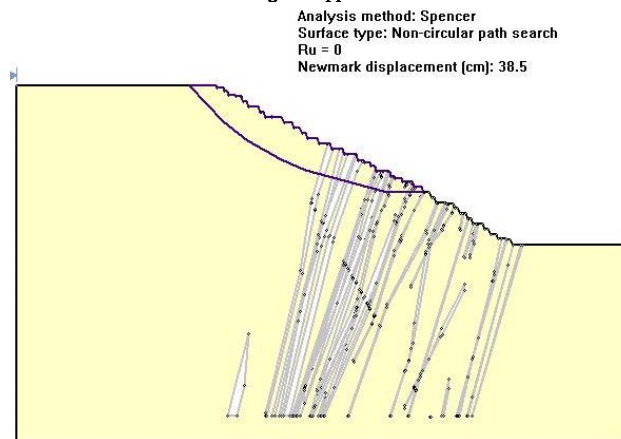 Analysis method: Spencer
Surface type: Non-circular path search
Ru = 0
Newmark displacement (cm): 38.5